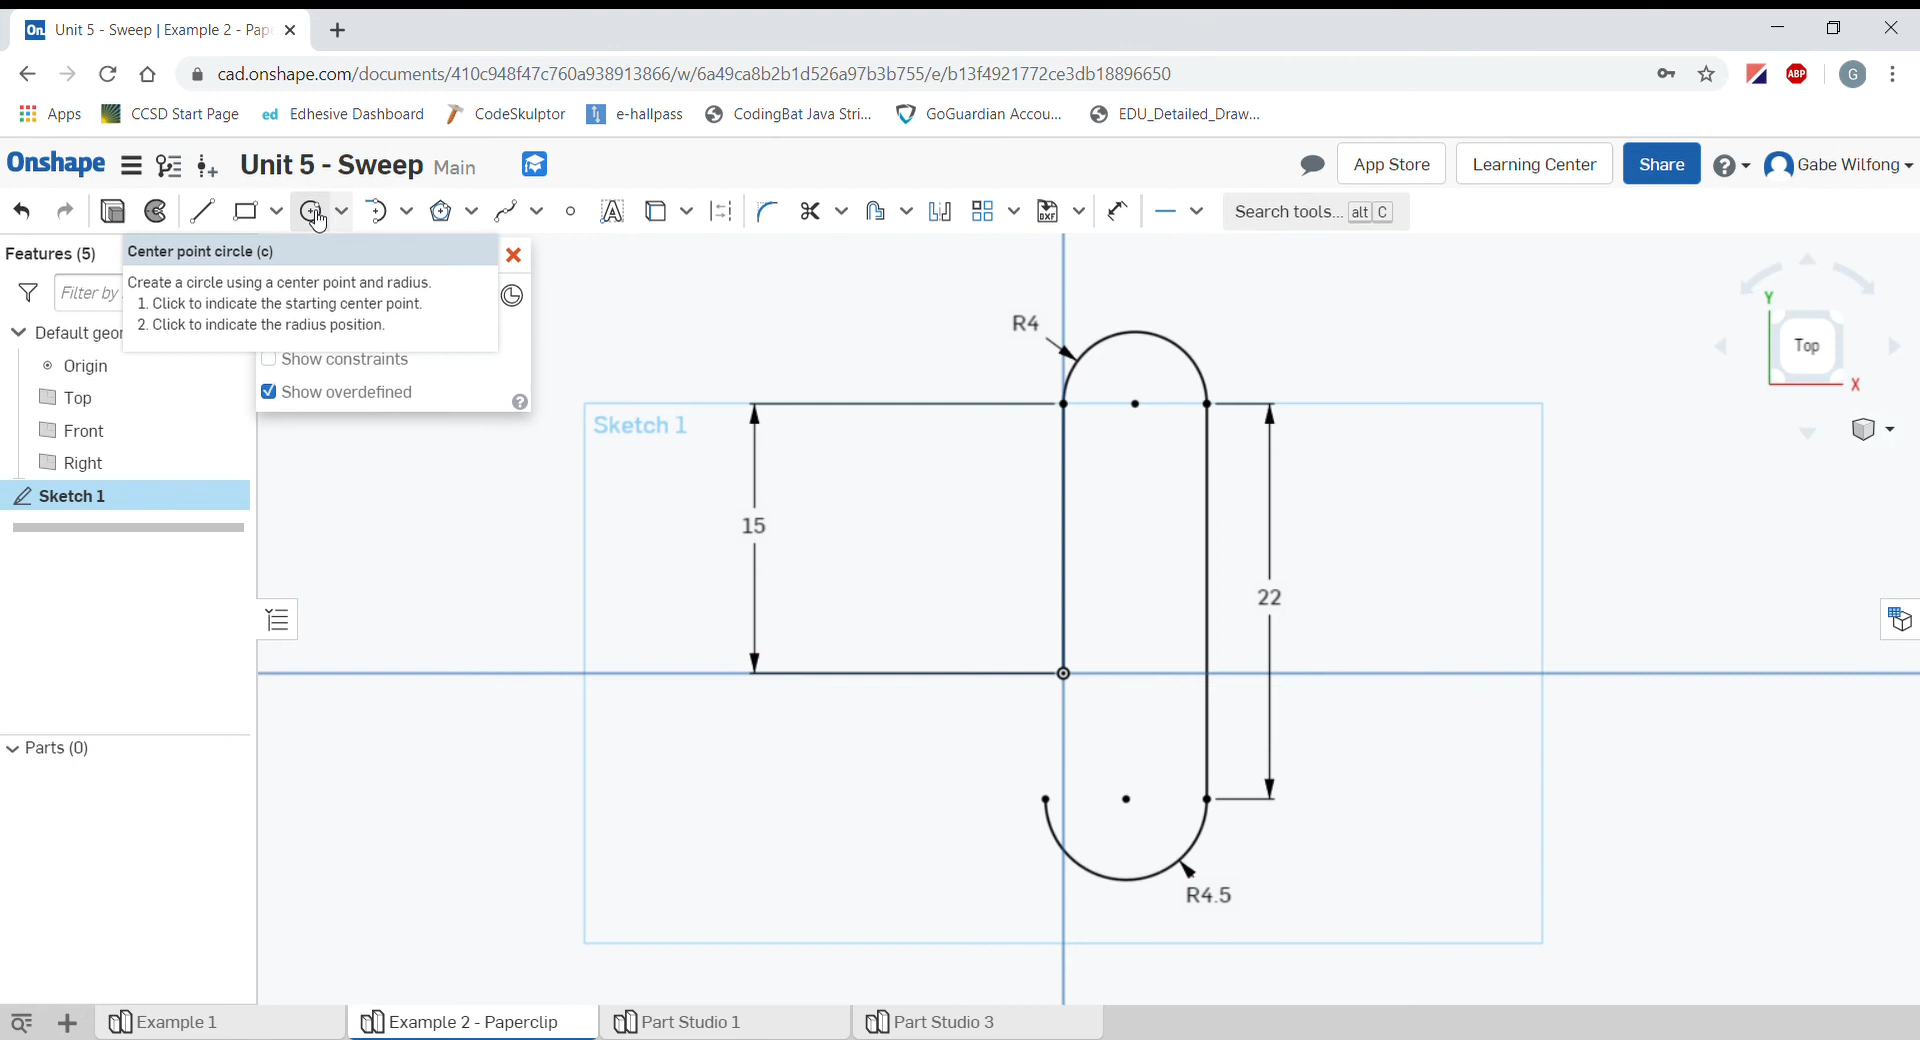 On Unit 5 - Sweep | Example 2 - Pap
cad.onshape.com/documents/410c948f47c760a938913866/w/6a49ca8b2b1d526a97b3b755/e/b13f4921772ce3db18896650
ABP
G
Apps CCSD Start Page ed Edhesive Dashboard CodeSkulptor e-hallpass CodingBat Java Stri... GoGuardian Accou... EDU_Detailed_Draw...
Onshape Unit 5 - Sweep Main App Store Learning Center Share Gabe Wilfong
DXF Search tools... alt C
Features (5)
Center point circle (c)
Create a circle using a center point and radius.
1. Click to indicate the starting center point.
2. Click to indicate the radius position.
Filter by
Default geor
Show constraints
Show overdefined
Origin
Top
Front
Right
Sketch 1
Parts (0)
Sketch 1
R4
15
22
R4.5
Y
Top
X
Example 1 Example 2 - Paperclip Part Studio 1 Part Studio 3